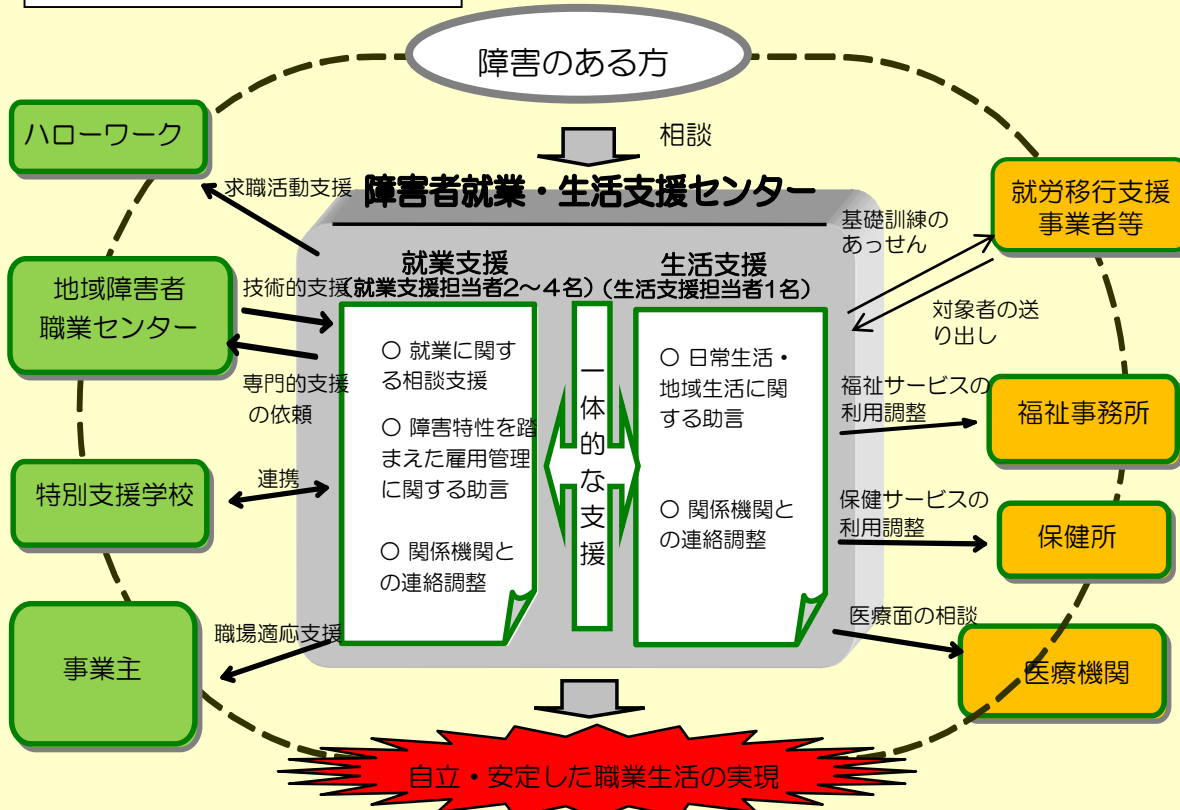 障害のある方
相談
ハローワーク
求職活動支援
障害者就業・生活支援センター
就労移行支援
事業者等
基礎訓練の
あっせん
対象者の送
り出し
地域障害者
職業センター
技術的支援
専門的支援
の依頼
就業支援
(就業支援担当者2~4名)
生活支援
(生活支援担当者1名)
○ 就業に関す
る相談支援
○ 障害特性を踏
まえた雇用管理
に関する助言
○ 関係機関と
の連絡調整
一体的な支援
○ 日常生活・
地域生活に関
する助言
○ 関係機関と
の連絡調整
福祉サービスの
利用調整
福祉事務所
特別支援学校
連携
保健サービスの
利用調整
保健所
事業主
職場適応支援
医療面の相談
医療機関
自立・安定した職業生活の実現